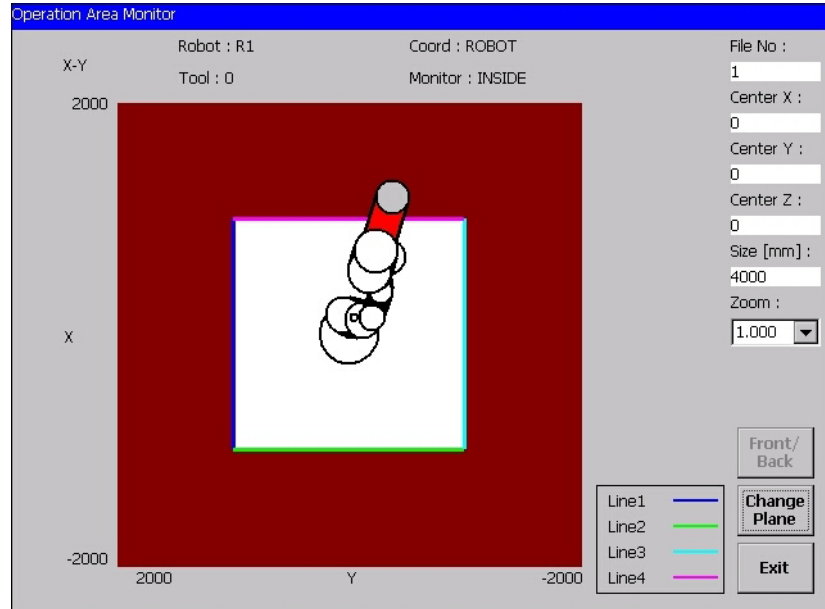 Operation Area Monitor
X-Y
Robot : R1
Coord : ROBOT
Tool : 0
Monitor : INSIDE
2000
X
-2000
2000
Y
-2000
File No :
1
Center X :
0
Center Y :
0
Center Z :
0
Size [mm] :
4000
Zoom :
1.000
Line1
Line2
Line3
Line4
Front/
Back
Change
Plane
Exit